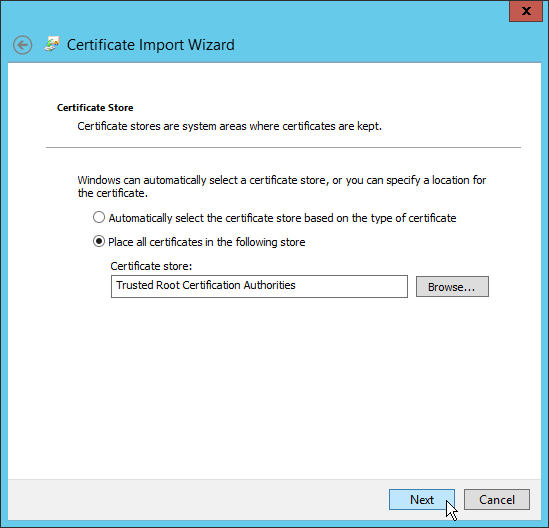 x
Certificate Import Wizard
Certificate Store
Certificate stores are system areas where certificates are kept.
Windows can automatically select a certificate store, or you can specify a location for
the certificate.
Automatically select the certificate store based on the type of certificate
Place all certificates in the following store
Certificate store:
Trusted Root Certification Authorities
Browse...
Next
Cancel